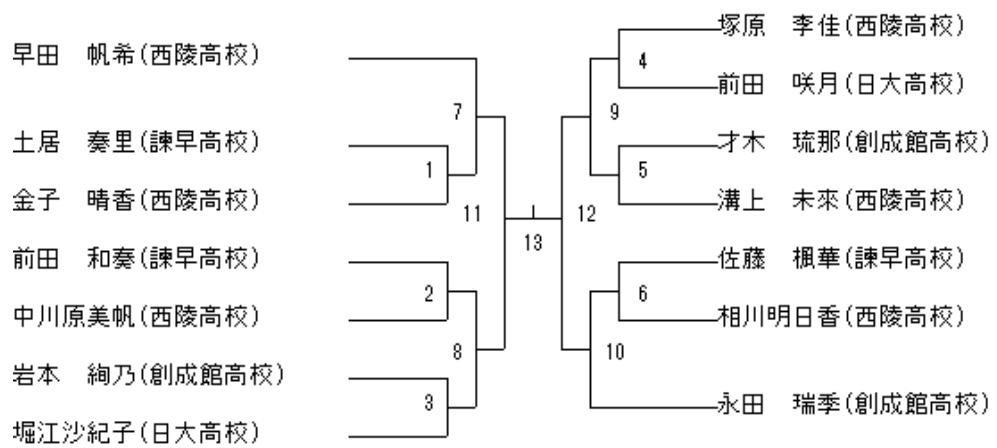 早田　帆希(西陵高校)
土居　奏里(諫早高校)
金子　晴香(西陵高校)
前田　和奏(諫早高校)
中川原美帆(西陵高校)
岩本　絢乃(創成館高校)
堀江沙紀子(日大高校)
7
1
11
2
8
3
13
塚原　李佳(西陵高校)
前田　咲月(日大高校)
才木　琉那(創成館高校)
溝上　未來(西陵高校)
佐藤　楓華(諫早高校)
相川明日香(西陵高校)
永田　瑞季(創成館高校)
4
9
5
12
6
10